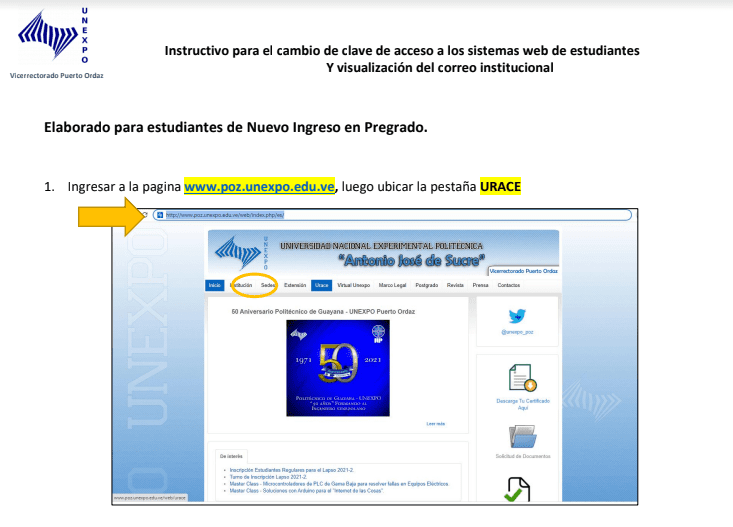 UNEXPO
Vicerrectorado Puerto Ordaz
Instructivo para el cambio de clave de acceso a los sistemas web de estudiantes
Y visualización del correo institucional
Elaborado para estudiantes de Nuevo Ingreso en Pregrado.
1. Ingresar a la pagina www.poz.unexpo.edu.ve, luego ubicar la pestaña URACE
http://www.poz.unexpo.edu.ve/web/index.php/es/
UNEXPO
UNIVERSIDAD NACIONAL EXPERIMENTAL POLITECNICA
"Antonio José de Sucre"
Vicerrectorado Puerto Ordaz
Inicio Institución Sedes Extensión Urace Virtual Unexpo Marco Legal Postgrado Revista Prensa Contactos
50 Aniversario Politécnico de Guayana - UNEXPO Puerto Ordaz
@unexpo_poz
1971 50 2021
Politécnico de Guayana -UNEXPO
"50 años" Formando al
Ingeniero venezolano
Leer más
Descarga Tu Certificado
Aquí
Solicitud de Documentos
De interés
Inscripción Estudiantes Regulares para el Lapso 2021-2
Turno de Inscripción Lapso 2021-2
Master Class - Microcontroladores de PLC de Gama Baja para resolver fallas en Equipos Eléctricos.
Master Class - Soluciones con Arduino para el "Internet de las Cosas".
www.poz.unexpo.edu.ve/web/urace
UNEXPO